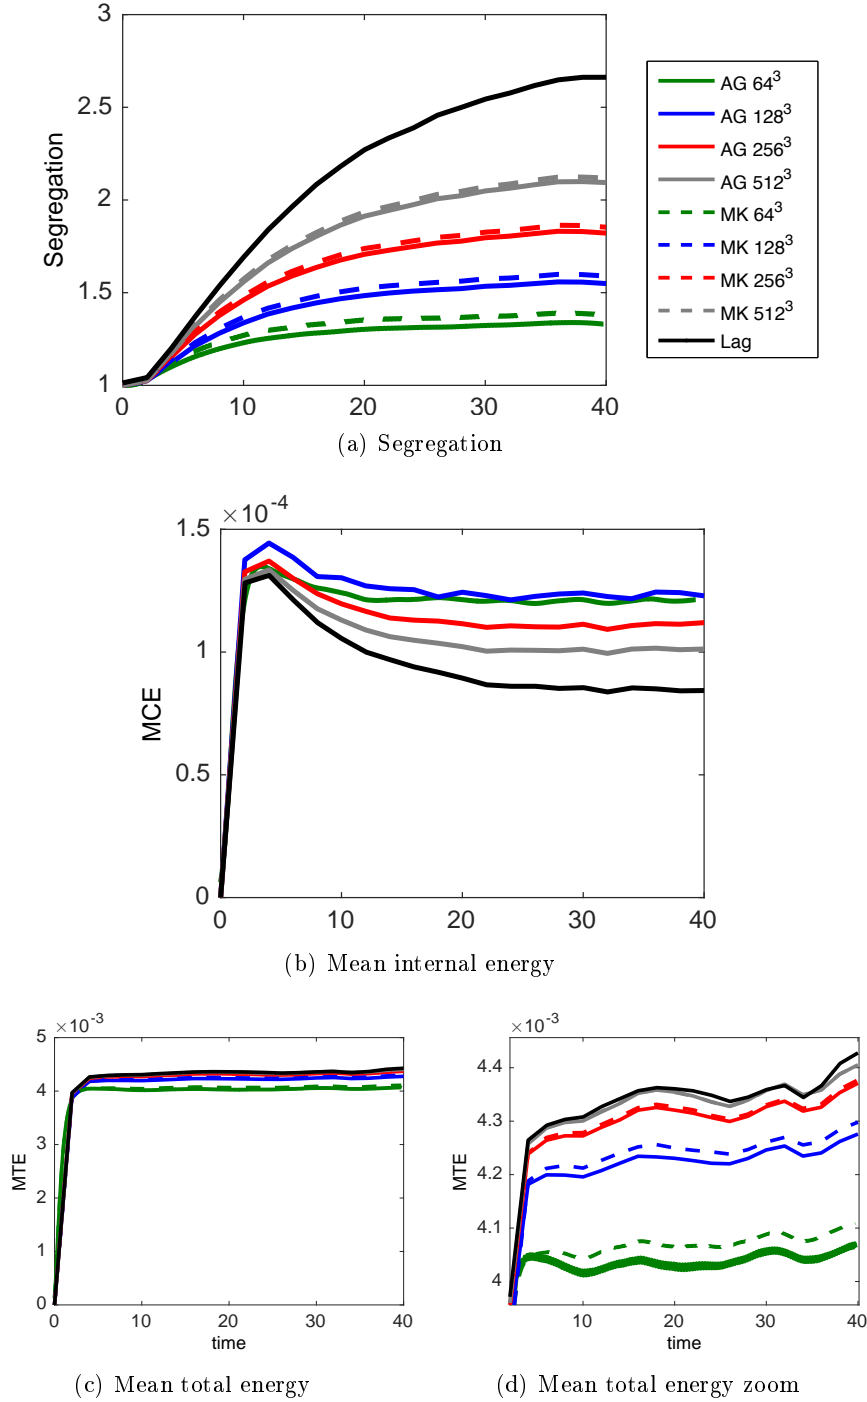 3
2.5
2
1.5
1
Segregation
0 10 20 30 40
AG 64³
AG 128³
AG 256³
AG 512³
MK 64³
MK 128³
MK 256³
MK 512³
Lag
(a) Segregation
×10⁻⁴
1.5
1
0.5
0
MCE
0 10 20 30 40
(b) Mean internal energy
×10⁻³
5
4
3
2
1
0
MTE
0 10 20 30 40
time
(c) Mean total energy
×10⁻³
4.4
4.3
4.2
4.1
4
MTE
10 20 30 40
time
(d) Mean total energy zoom